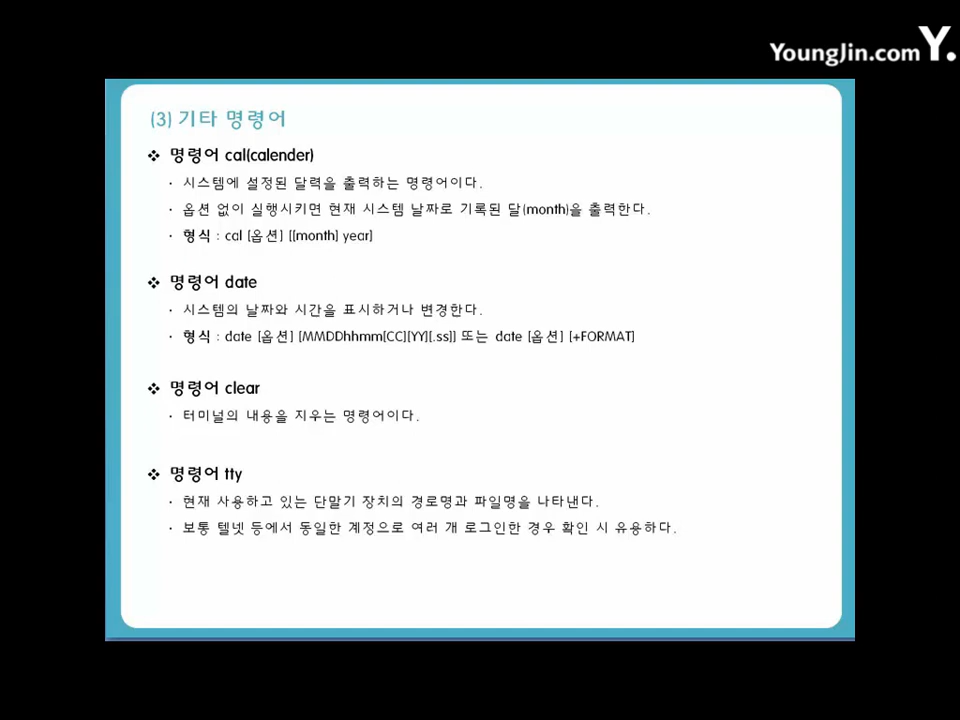 YoungJin.com Y.
(3) 기타 명령어
❖ 명령어 cal(calender)
· 시스템에 설정된 달력을 출력하는 명령어이다.
· 옵션 없이 실행시키면 현재 시스템 날짜로 기록된 달(month)을 출력한다.
· 형식 : cal [옵션] [[month] year]
❖ 명령어 date
· 시스템의 날짜와 시간을 표시하거나 변경한다.
· 형식 : date [옵션] [MMDDhhmm[CC][YY][.ss]] 또는 date [옵션] [+FORMAT]
❖ 명령어 clear
· 터미널의 내용을 지우는 명령어이다.
❖ 명령어 tty
· 현재 사용하고 있는 단말기 장치의 경로명과 파일명을 나타낸다.
· 보통 텔넷 등에서 동일한 계정으로 여러 개 로그인한 경우 확인 시 유용하다.